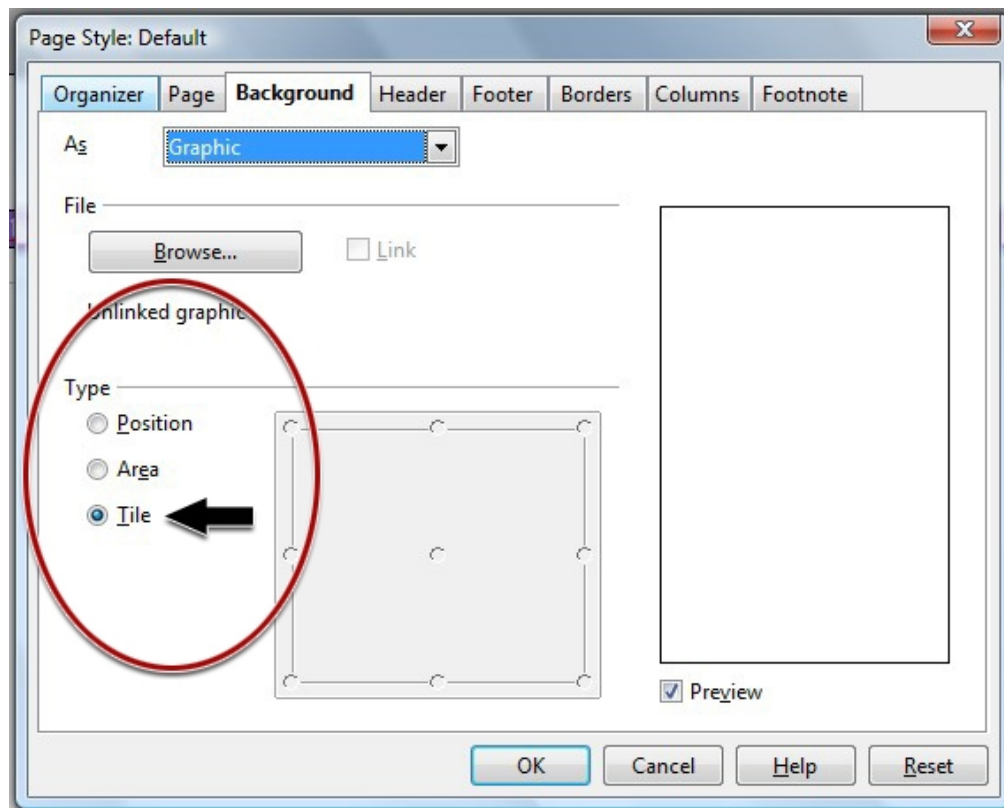 Page Style: Default
Organizer Page Background Header Footer Borders Columns Footnote
As Graphic
File
Browse... Link
Unlinked graphic
Type
Position
Area
Tile
Preview
OK Cancel Help Reset